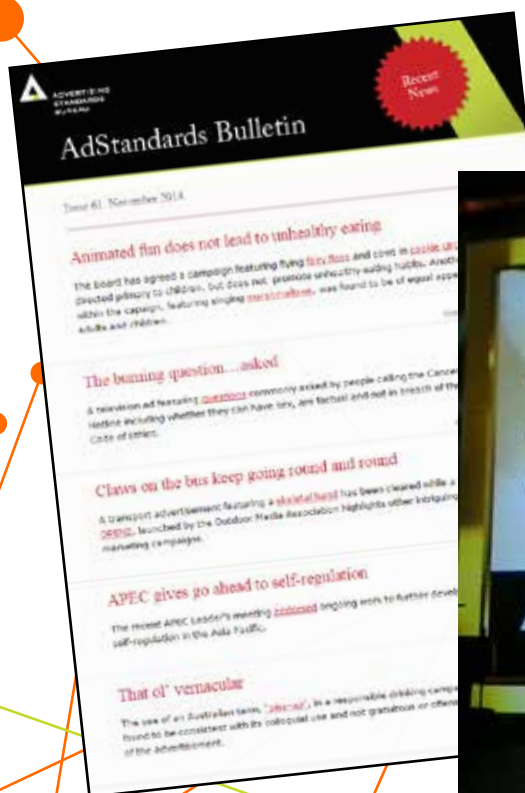 ADVERTISING
STANDARDS
BUREAU
Recent
News
AdStandards Bulletin
Issue 61, November 2014
Animated fun does not lead to unhealthy eating
The Board has agreed a campaign featuring flying fairy floss and cows in
directed primary to children, but does not promote unhealthy eating habits.
within the campaign, featuring singing marshmallows, was found to be of equal
adults and children.
The burning question...asked
A television ad featuring questions commonly asked by people calling the Cancer
Hotline including whether they can have sex, are factual and not in breach of the
Code of Ethics.
Claws on the bus keep going round and round
A transport advertisement featuring a skeletal hand has been cleared while a
OPEN2, launched by the Outdoor Media Association highlights other intriguing
marketing campaigns.
APEC gives go ahead to self-regulation
The recent APEC Leader's meeting endorsed ongoing work to further
self-regulation in the Asia Pacific.
That ol' vernacular
The use of an Australian term, in a responsible drinking
found to be consistent with its colloquial use and not gratuitous or
of the advertisement.